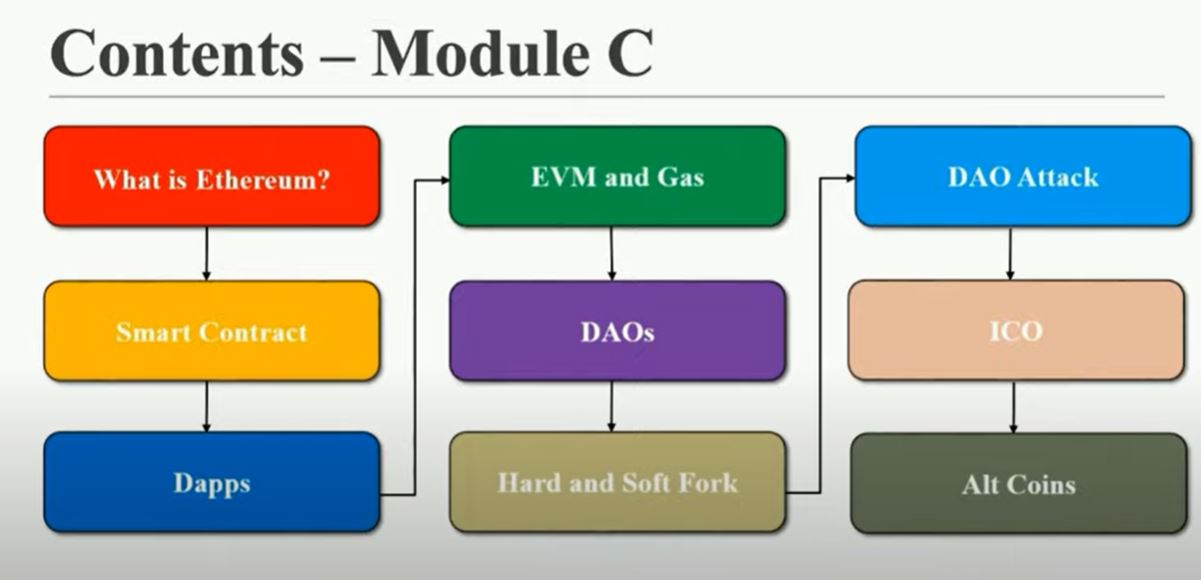 Contents – Module C
What is Ethereum?
Smart Contract
Dapps
EVM and Gas
DAOs
Hard and Soft Fork
DAO Attack
ICO
Alt Coins